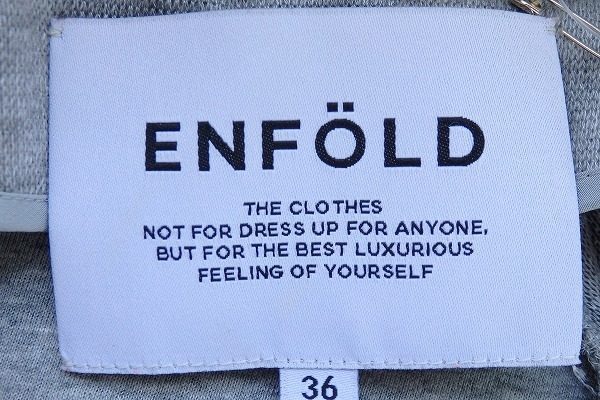 ENFÖLD
THE CLOTHES
NOT FOR DRESS UP FOR ANYONE,
BUT FOR THE BEST LUXURIOUS
FEELING OF YOURSELF
36